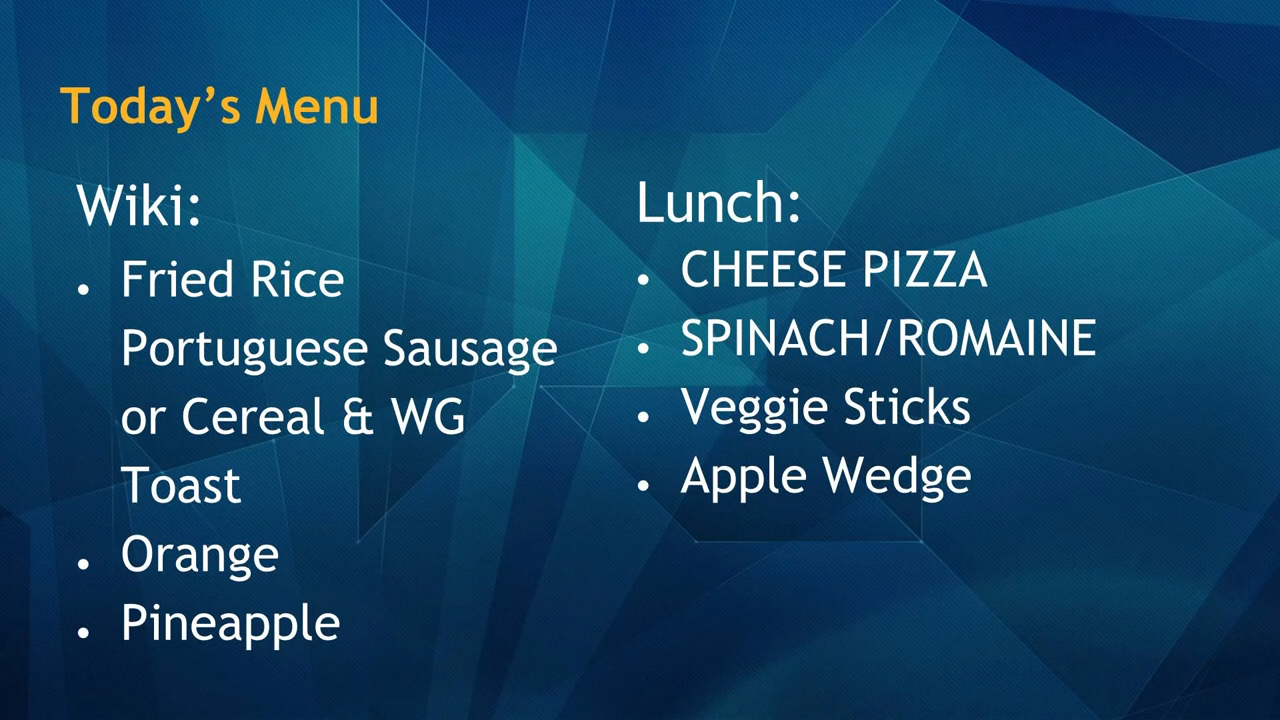 Today’s Menu
Wiki:
• Fried Rice
Portuguese Sausage
or Cereal & WG
Toast
• Orange
• Pineapple
Lunch:
• CHEESE PIZZA
• SPINACH/ROMAINE
• Veggie Sticks
• Apple Wedge